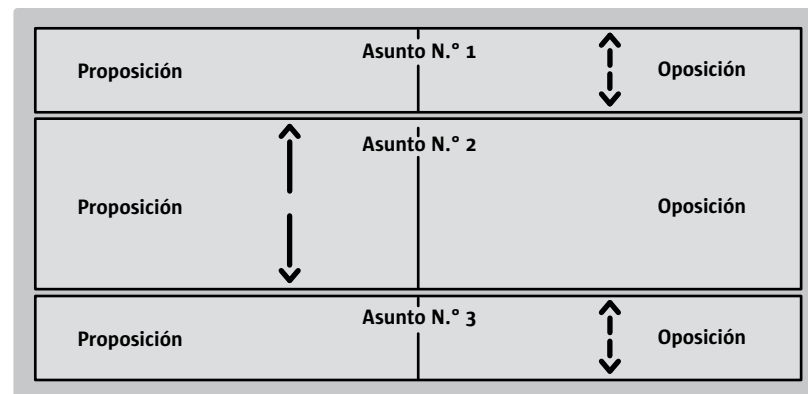 Asunto N.° 1
Proposición
Oposición
Asunto N.° 2
Proposición
Oposición
Asunto N.° 3
Proposición
Oposición